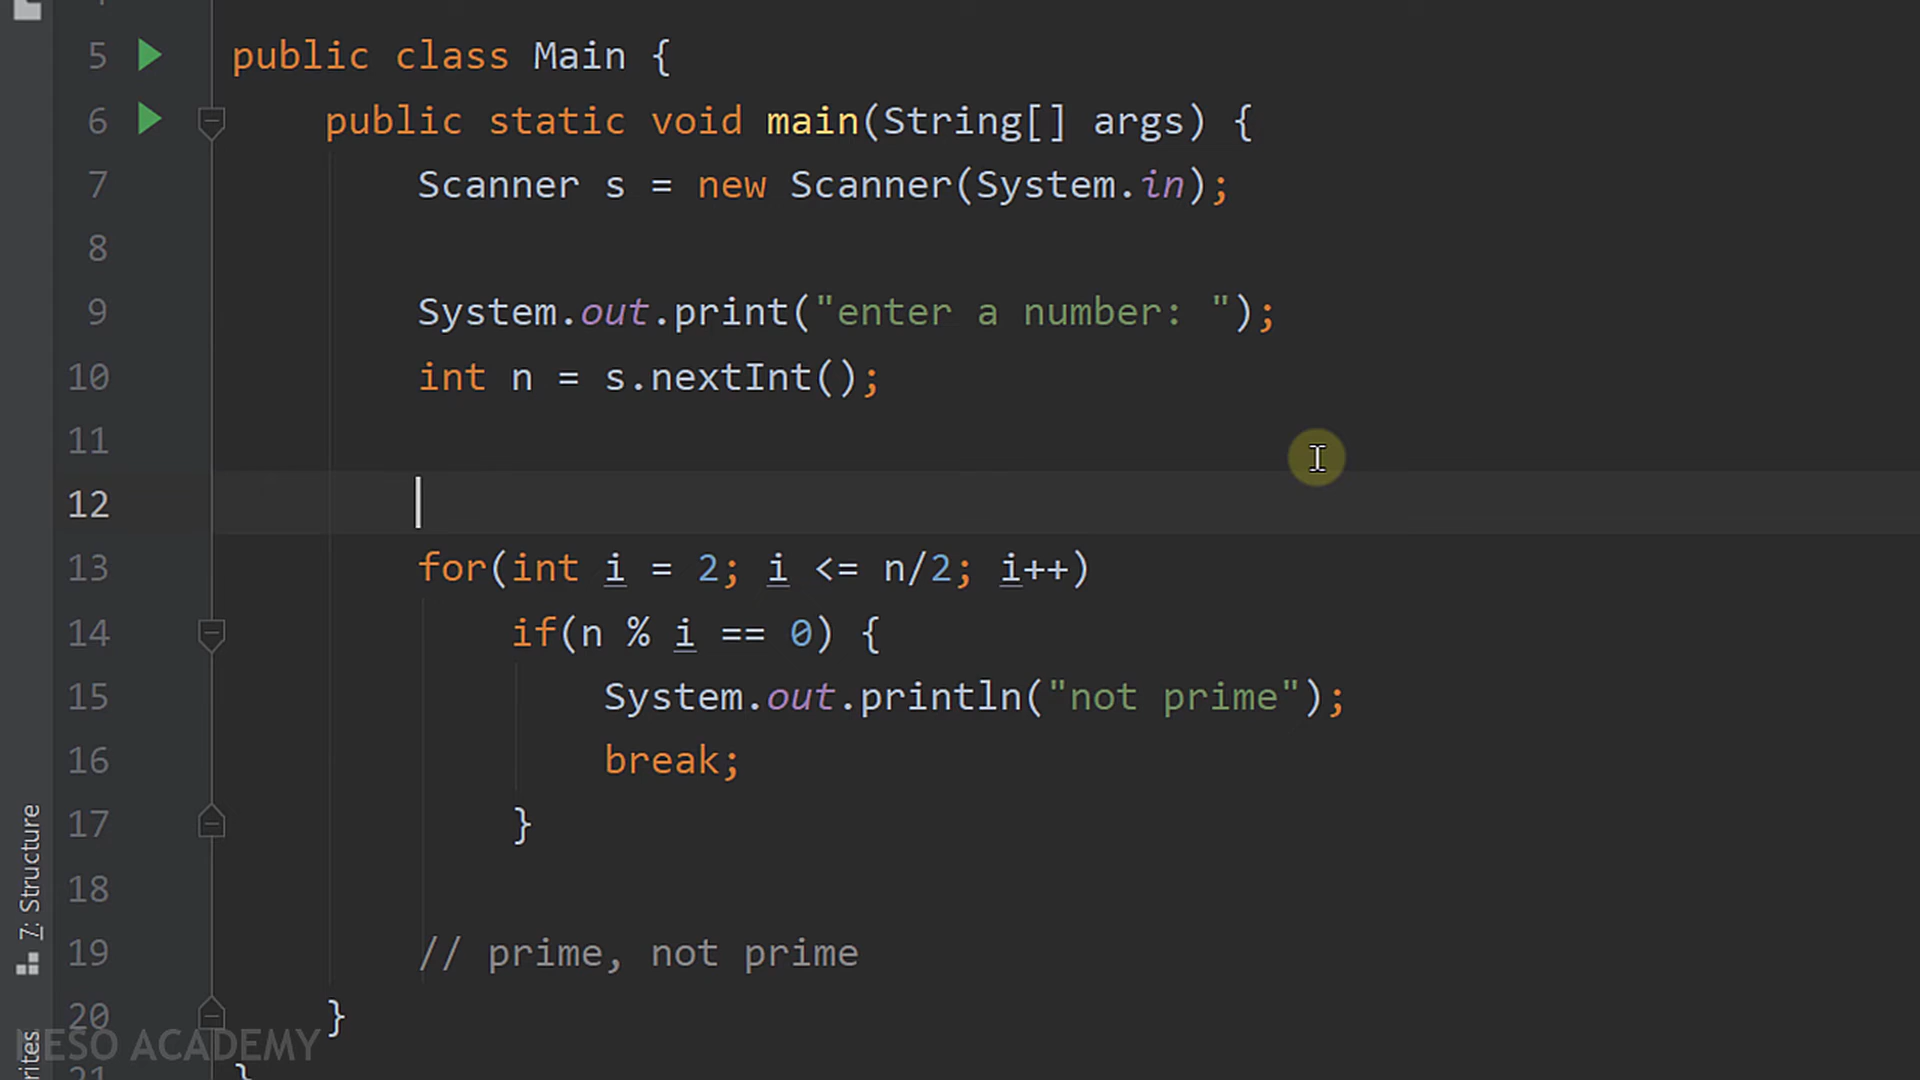 5 public class Main {
6 public static void main(String[] args) {
7 Scanner s = new Scanner(System.in);
8
9 System.out.print("enter a number: ");
10 int n = s.nextInt();
11
12
13 for(int i = 2; i <= n/2; i++)
14 if(n % i == 0) {
15 System.out.println("not prime");
16 break;
17 }
18
19 // prime, not prime
20 }
21 }
7: Structure
NESO ACADEMY